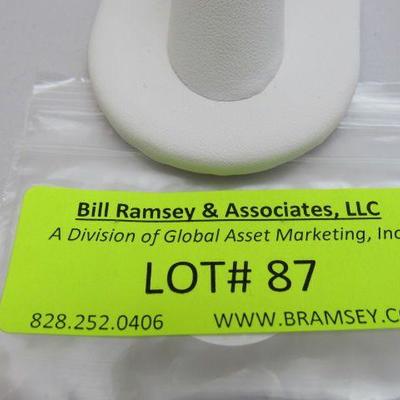 Bill Ramsey & Associates, LLC
A Division of Global Asset Marketing, Inc
LOT# 87
828.252.0406 WWW.BRAMSEY.C